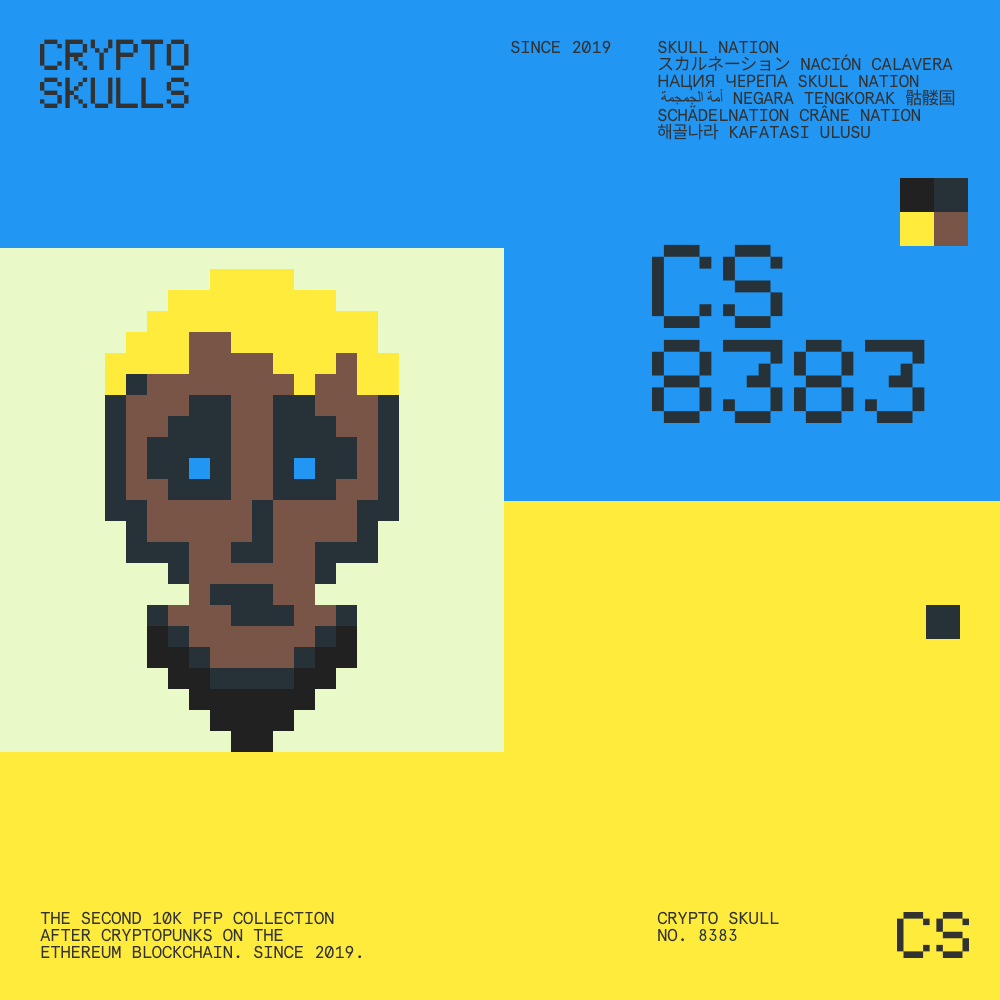 CRYPTO
SKULLS
SINCE 2019
SKULL NATION
スカルネーション NACIÓN CALAVERA
НАЦИЯ ЧЕРЕПА SKULL NATION
أمة الجمجمة NEGARA TENGKORAK 骷髅国
SCHÄDELNATION CRÂNE NATION
해골나라 KAFATASI ULUSU
CS
8383
THE SECOND 10K PFP COLLECTION
AFTER CRYPTOPUNKS ON THE
ETHEREUM BLOCKCHAIN. SINCE 2019.
CRYPTO SKULL
NO. 8383
CS